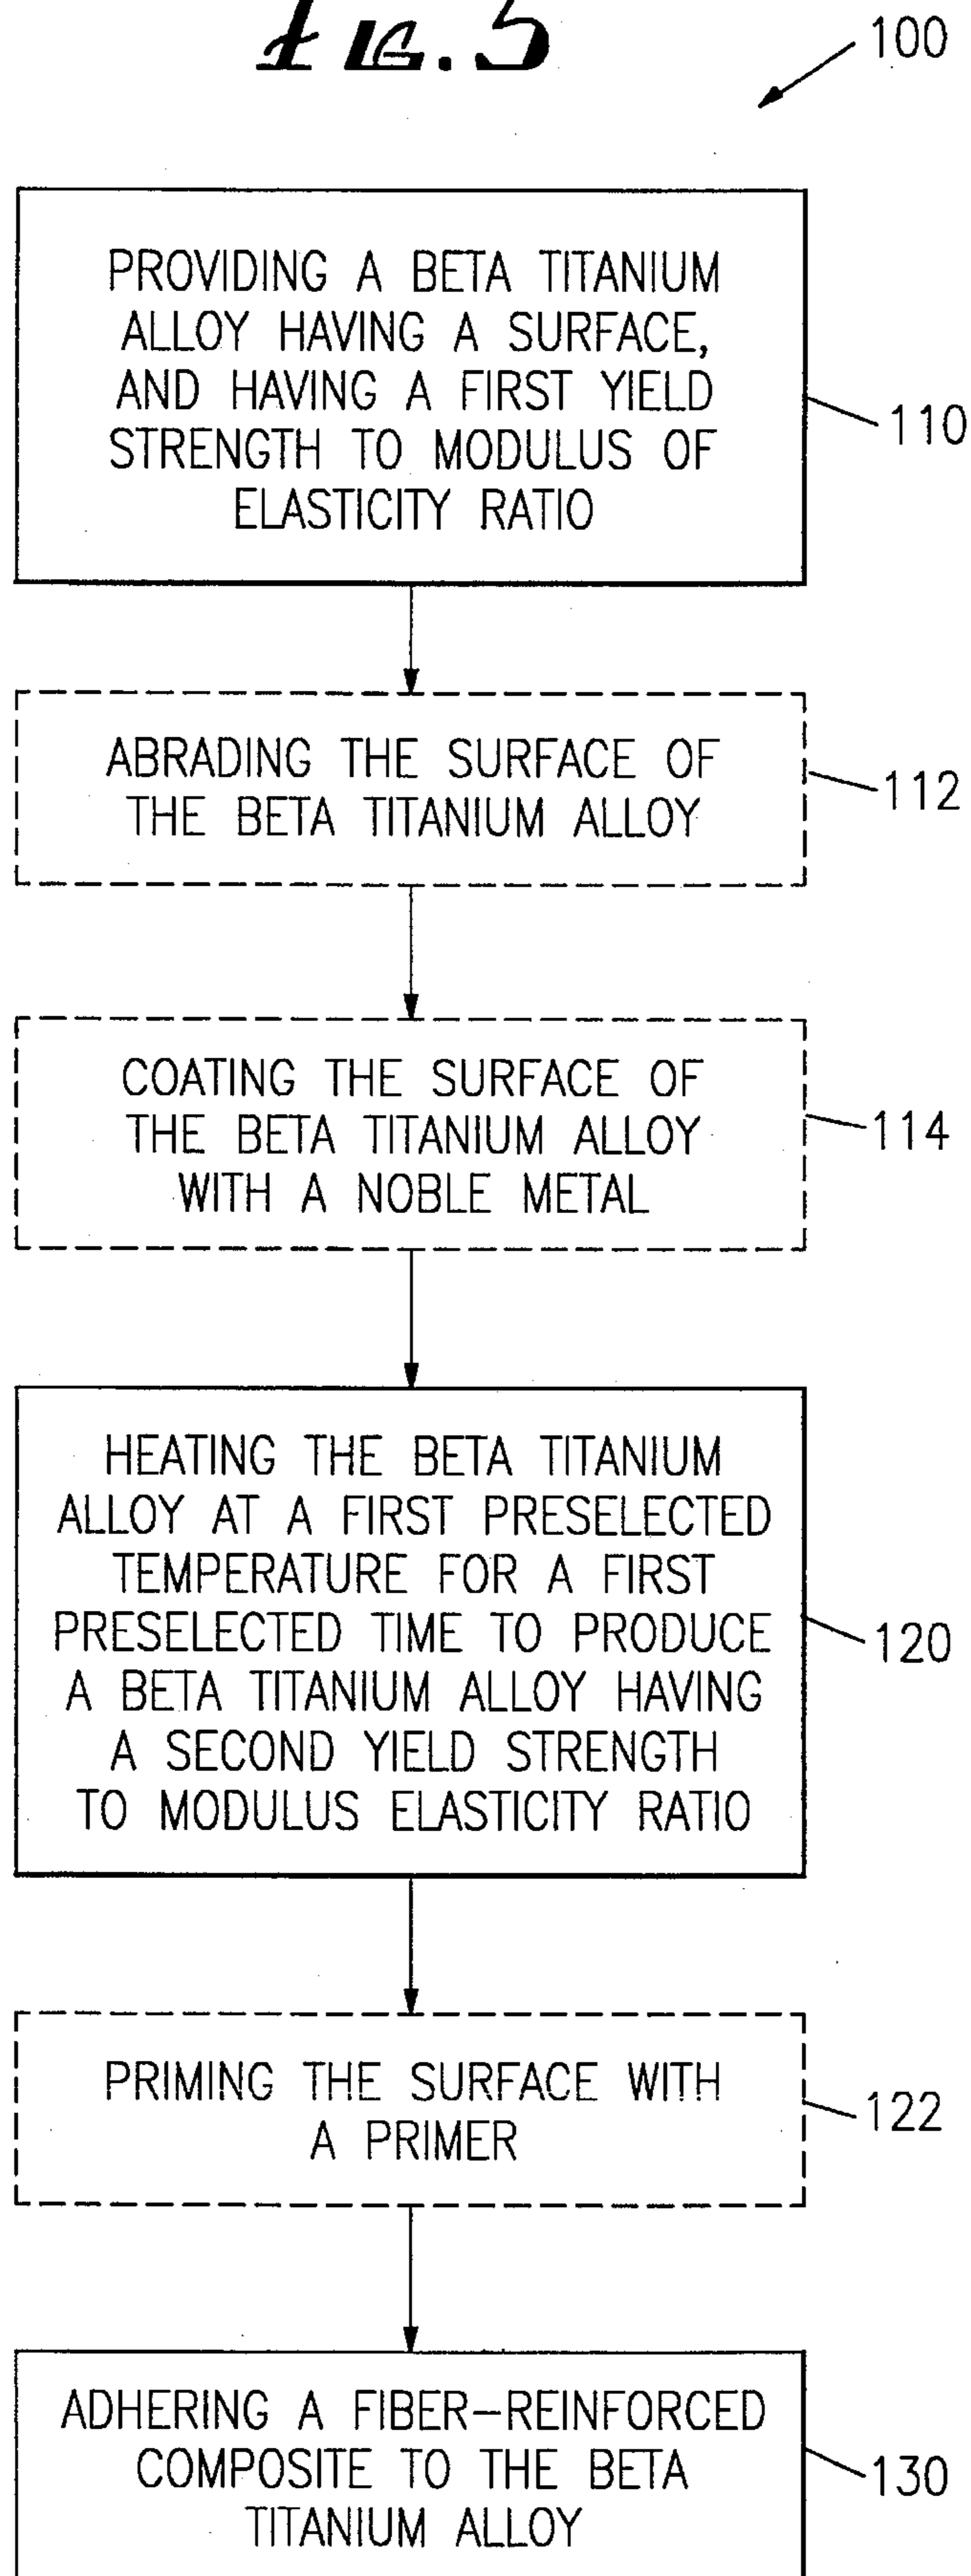 FIG. 5
100
PROVIDING A BETA TITANIUM
ALLOY HAVING A SURFACE,
AND HAVING A FIRST YIELD
STRENGTH TO MODULUS OF
ELASTICITY RATIO
110
ABRADING THE SURFACE OF
THE BETA TITANIUM ALLOY
112
COATING THE SURFACE OF
THE BETA TITANIUM ALLOY
WITH A NOBLE METAL
114
HEATING THE BETA TITANIUM
ALLOY AT A FIRST PRESELECTED
TEMPERATURE FOR A FIRST
PRESELECTED TIME TO PRODUCE
A BETA TITANIUM ALLOY HAVING
A SECOND YIELD STRENGTH
TO MODULUS ELASTICITY RATIO
120
PRIMING THE SURFACE WITH
A PRIMER
122
ADHERING A FIBER-REINFORCED
COMPOSITE TO THE BETA
TITANIUM ALLOY
130